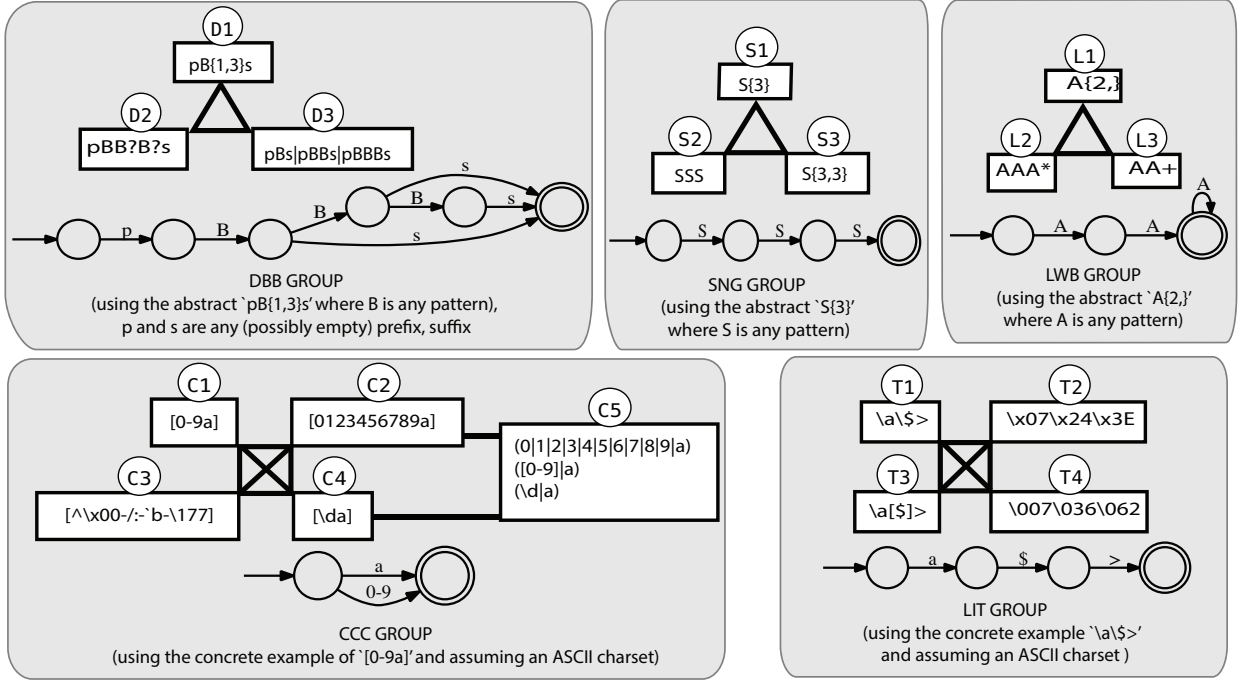 D1
pB{1,3}s
D2
pBB?B?s
D3
pBs|pBBs|pBBBs
p
B
B
B
s
s
s
DBB GROUP
(using the abstract `pB{1,3}s' where B is any pattern),
p and s are any (possibly empty) prefix, suffix
S1
S{3}
S2
SSS
S3
S{3,3}
S
S
S
SNG GROUP
(using the abstract `S{3}'
where S is any pattern)
L1
A{2,}
L2
AAA*
L3
AA+
A
A
A
LWB GROUP
(using the abstract `A{2,}'
where A is any pattern)
C1
[0-9a]
C2
[0123456789a]
C3
[^\x00-/:-`b-\177]
C4
[\da]
C5
(0|1|2|3|4|5|6|7|8|9|a)
([0-9]|a)
(\d|a)
a
0-9
CCC GROUP
(using the concrete example of `[0-9a]' and assuming an ASCII charset)
T1
\a\$>
T2
\x07\x24\x3E
T3
\a[$]>
T4
\007\036\062
a
$
>
LIT GROUP
(using the concrete example `\a\$>'
and assuming an ASCII charset )